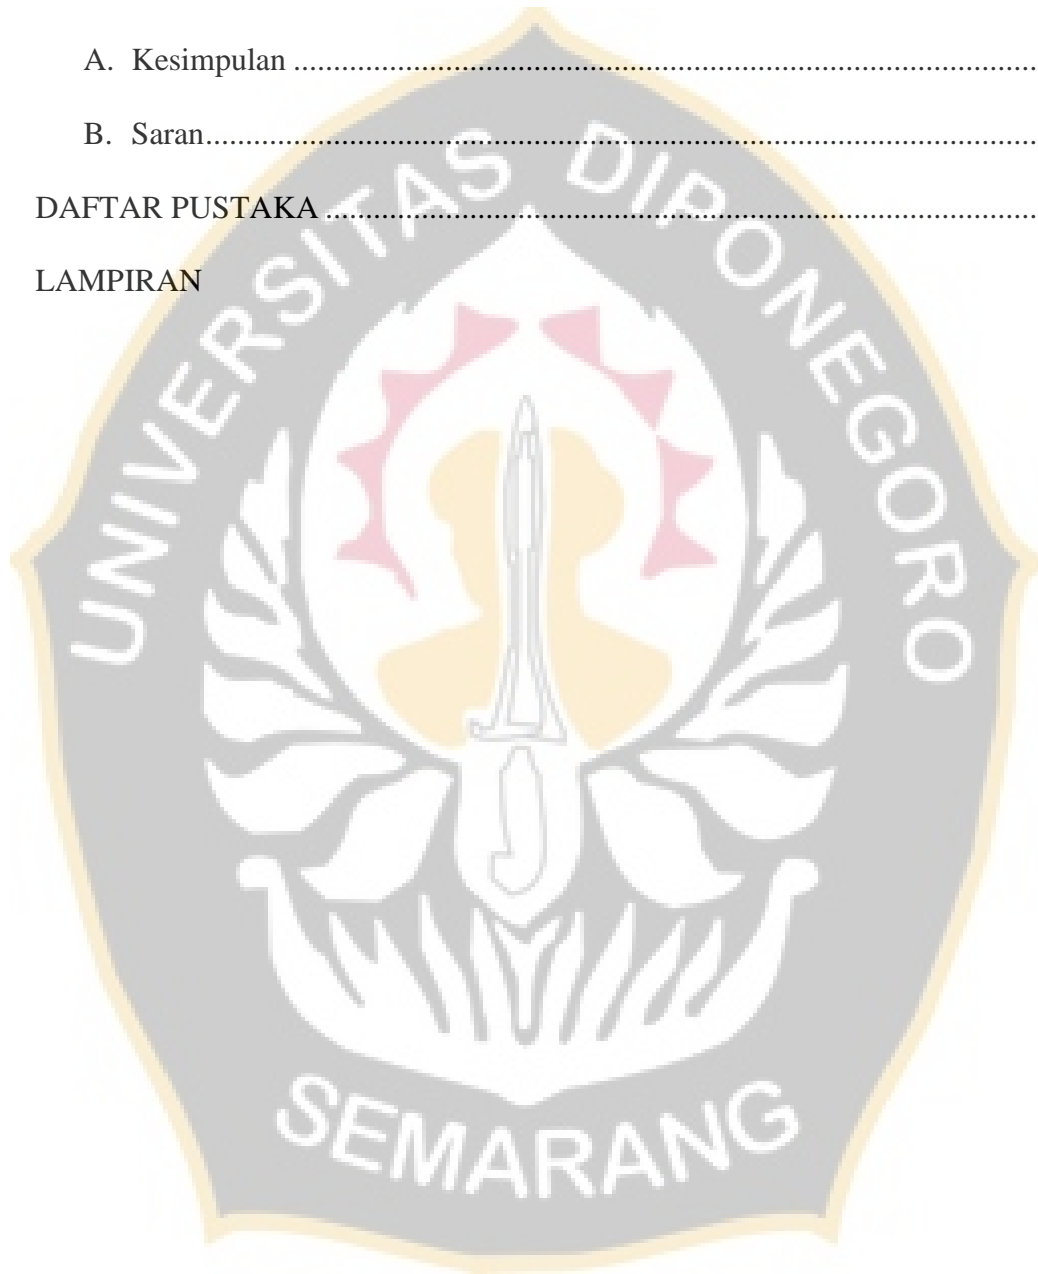 A. Kesimpulan ..............................................................................................
B. Saran.........................................................................................................
DAFTAR PUSTAKA .........................................................................................
LAMPIRAN
UNIVERSITAS DIPONEGORO
SEMARANG